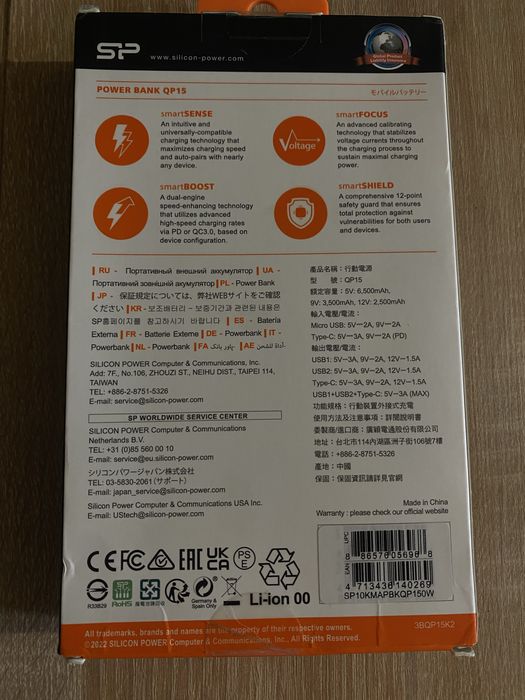 SP
www.silicon-power.com
Global Product
Liability Insurance
POWER BANK QP15
モバイルバッテリー
smartSENSE
An intuitive and
universally-compatible
charging technology that
maximizes charging speed
and auto-pairs with nearly
any device.
Voltage
smartFOCUS
An advanced calibrating
technology that stabilizes
voltage currents throughout
the charging process to
sustain maximal charging
power.
smartBOOST
A dual-engine
speed-enhancing technology
that utilizes advanced
high-speed charging rates
via PD or QC3.0, based on
device configuration.
smartSHIELD
A comprehensive 12-point
safety guard that ensures
total protection against
vulnerabilities for both users
and devices.
| RU - Портативный внешний аккумулятор | UA -
Портативний зовнішній акумулятор | PL - Power Bank
| JP - 保証規定については、弊社WEBサイトをご確認
ください | KR - 보조배터리 - 보증기간과 관련된 내용은
SP홈페이지를 참고하시기 바랍니다 | ES - Batería
Externa | FR - Batterie Externe | DE - Powerbank | IT -
Powerbank | NL - Powerbank | FA پاور بانک- | AE أداة للشحن-
SILICON POWER Computer & Communications, Inc.
Add: 7F., No.106, ZHOUZI ST., NEIHU DIST., TAIPEI 114,
TAIWAN
TEL: +886-2-8751-5326
E-mail: service@silicon-power.com
SP WORLDWIDE SERVICE CENTER
SILICON POWER Computer & Communications
Netherlands B.V.
TEL: +31 (0)85 560 00 10
E-mail: service@eu.silicon-power.com
シリコンパワージャパン株式会社
TEL: 03-5830-2061 (サポート)
E-mail: japan_service@silicon-power.com
Silicon Power Computer & Communications USA Inc.
E-mail: UStech@silicon-power.com
產品名稱：行動電源
型 號：QP15
額定容量：5V: 6,500mAh,
9V: 3,500mAh, 12V: 2,500mAh
輸入電壓/電流：
Micro USB: 5V⎓2A, 9V⎓2A
Type-C: 5V⎓3A, 9V⎓2A (PD)
輸出電壓/電流：
USB1: 5V⎓3A, 9V⎓2A, 12V⎓1.5A
USB2: 5V⎓3A, 9V⎓2A, 12V⎓1.5A
Type-C: 5V⎓3A, 9V⎓2A, 12V⎓1.5A
USB1+USB2+Type-C: 5V⎓3A (MAX)
功能規格：行動裝置外接式充電
使用方法及注意事項：詳閱說明書
委製商/進口商：廣穎電通股份有限公司
地址：台北市114內湖區洲子街106號7樓
電話：+886-2-8751-5326
產地：中國
保固：保固資訊請詳見官網
Made in China
Warranty : please check our official website
CE FC EAC UKCA PSE
R33B29
RoHS
廢電池請回收
Germany &
Spain Only
Li-ion 00
UPC
8 86576 05696 8
EAN
4 713436 140269
SP10KMAPBKQP150W
All trademarks, brands and names are the property of their respective owners.
©2022 SILICON POWER Computer & Communications, Inc., All Rights Reserved.
3BQP15K2